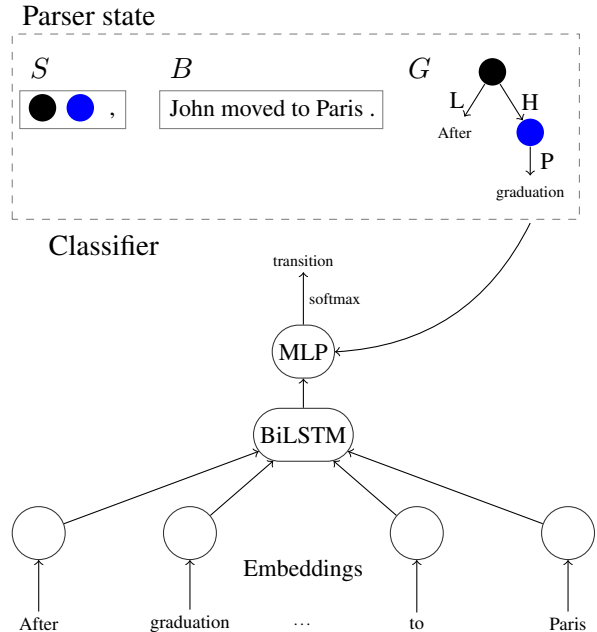 Parser state
S B G
,
John moved to Paris .
L H
After
P
graduation
Classifier
transition
softmax
MLP
BiLSTM
Embeddings
After graduation ... to Paris